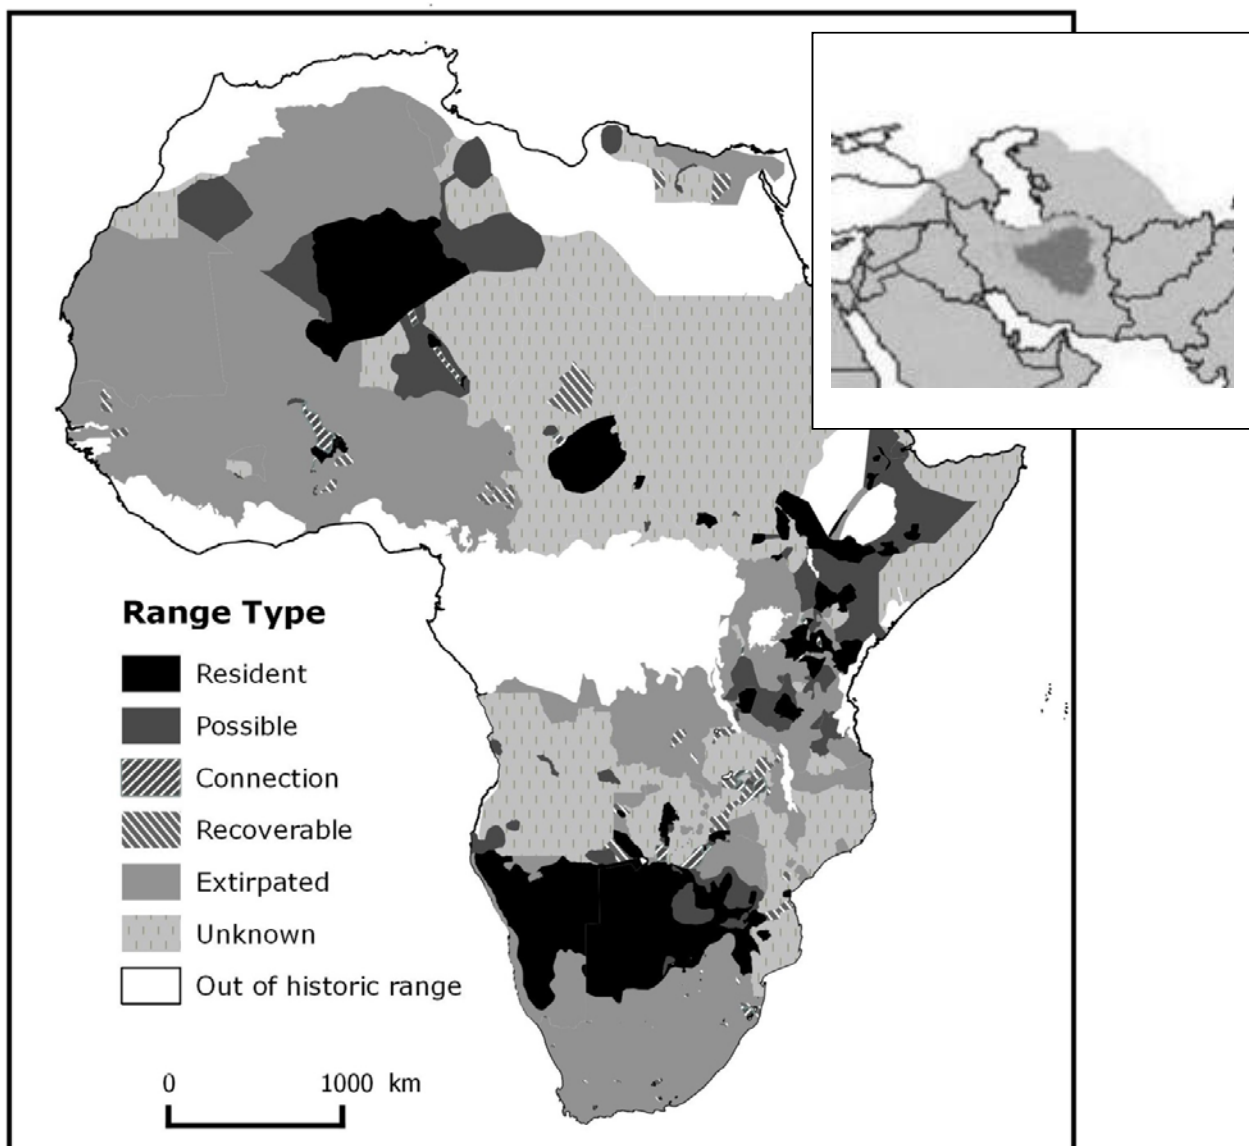 Range Type
Resident
Possible
Connection
Recoverable
Extirpated
Unknown
Out of historic range
0 1000 km